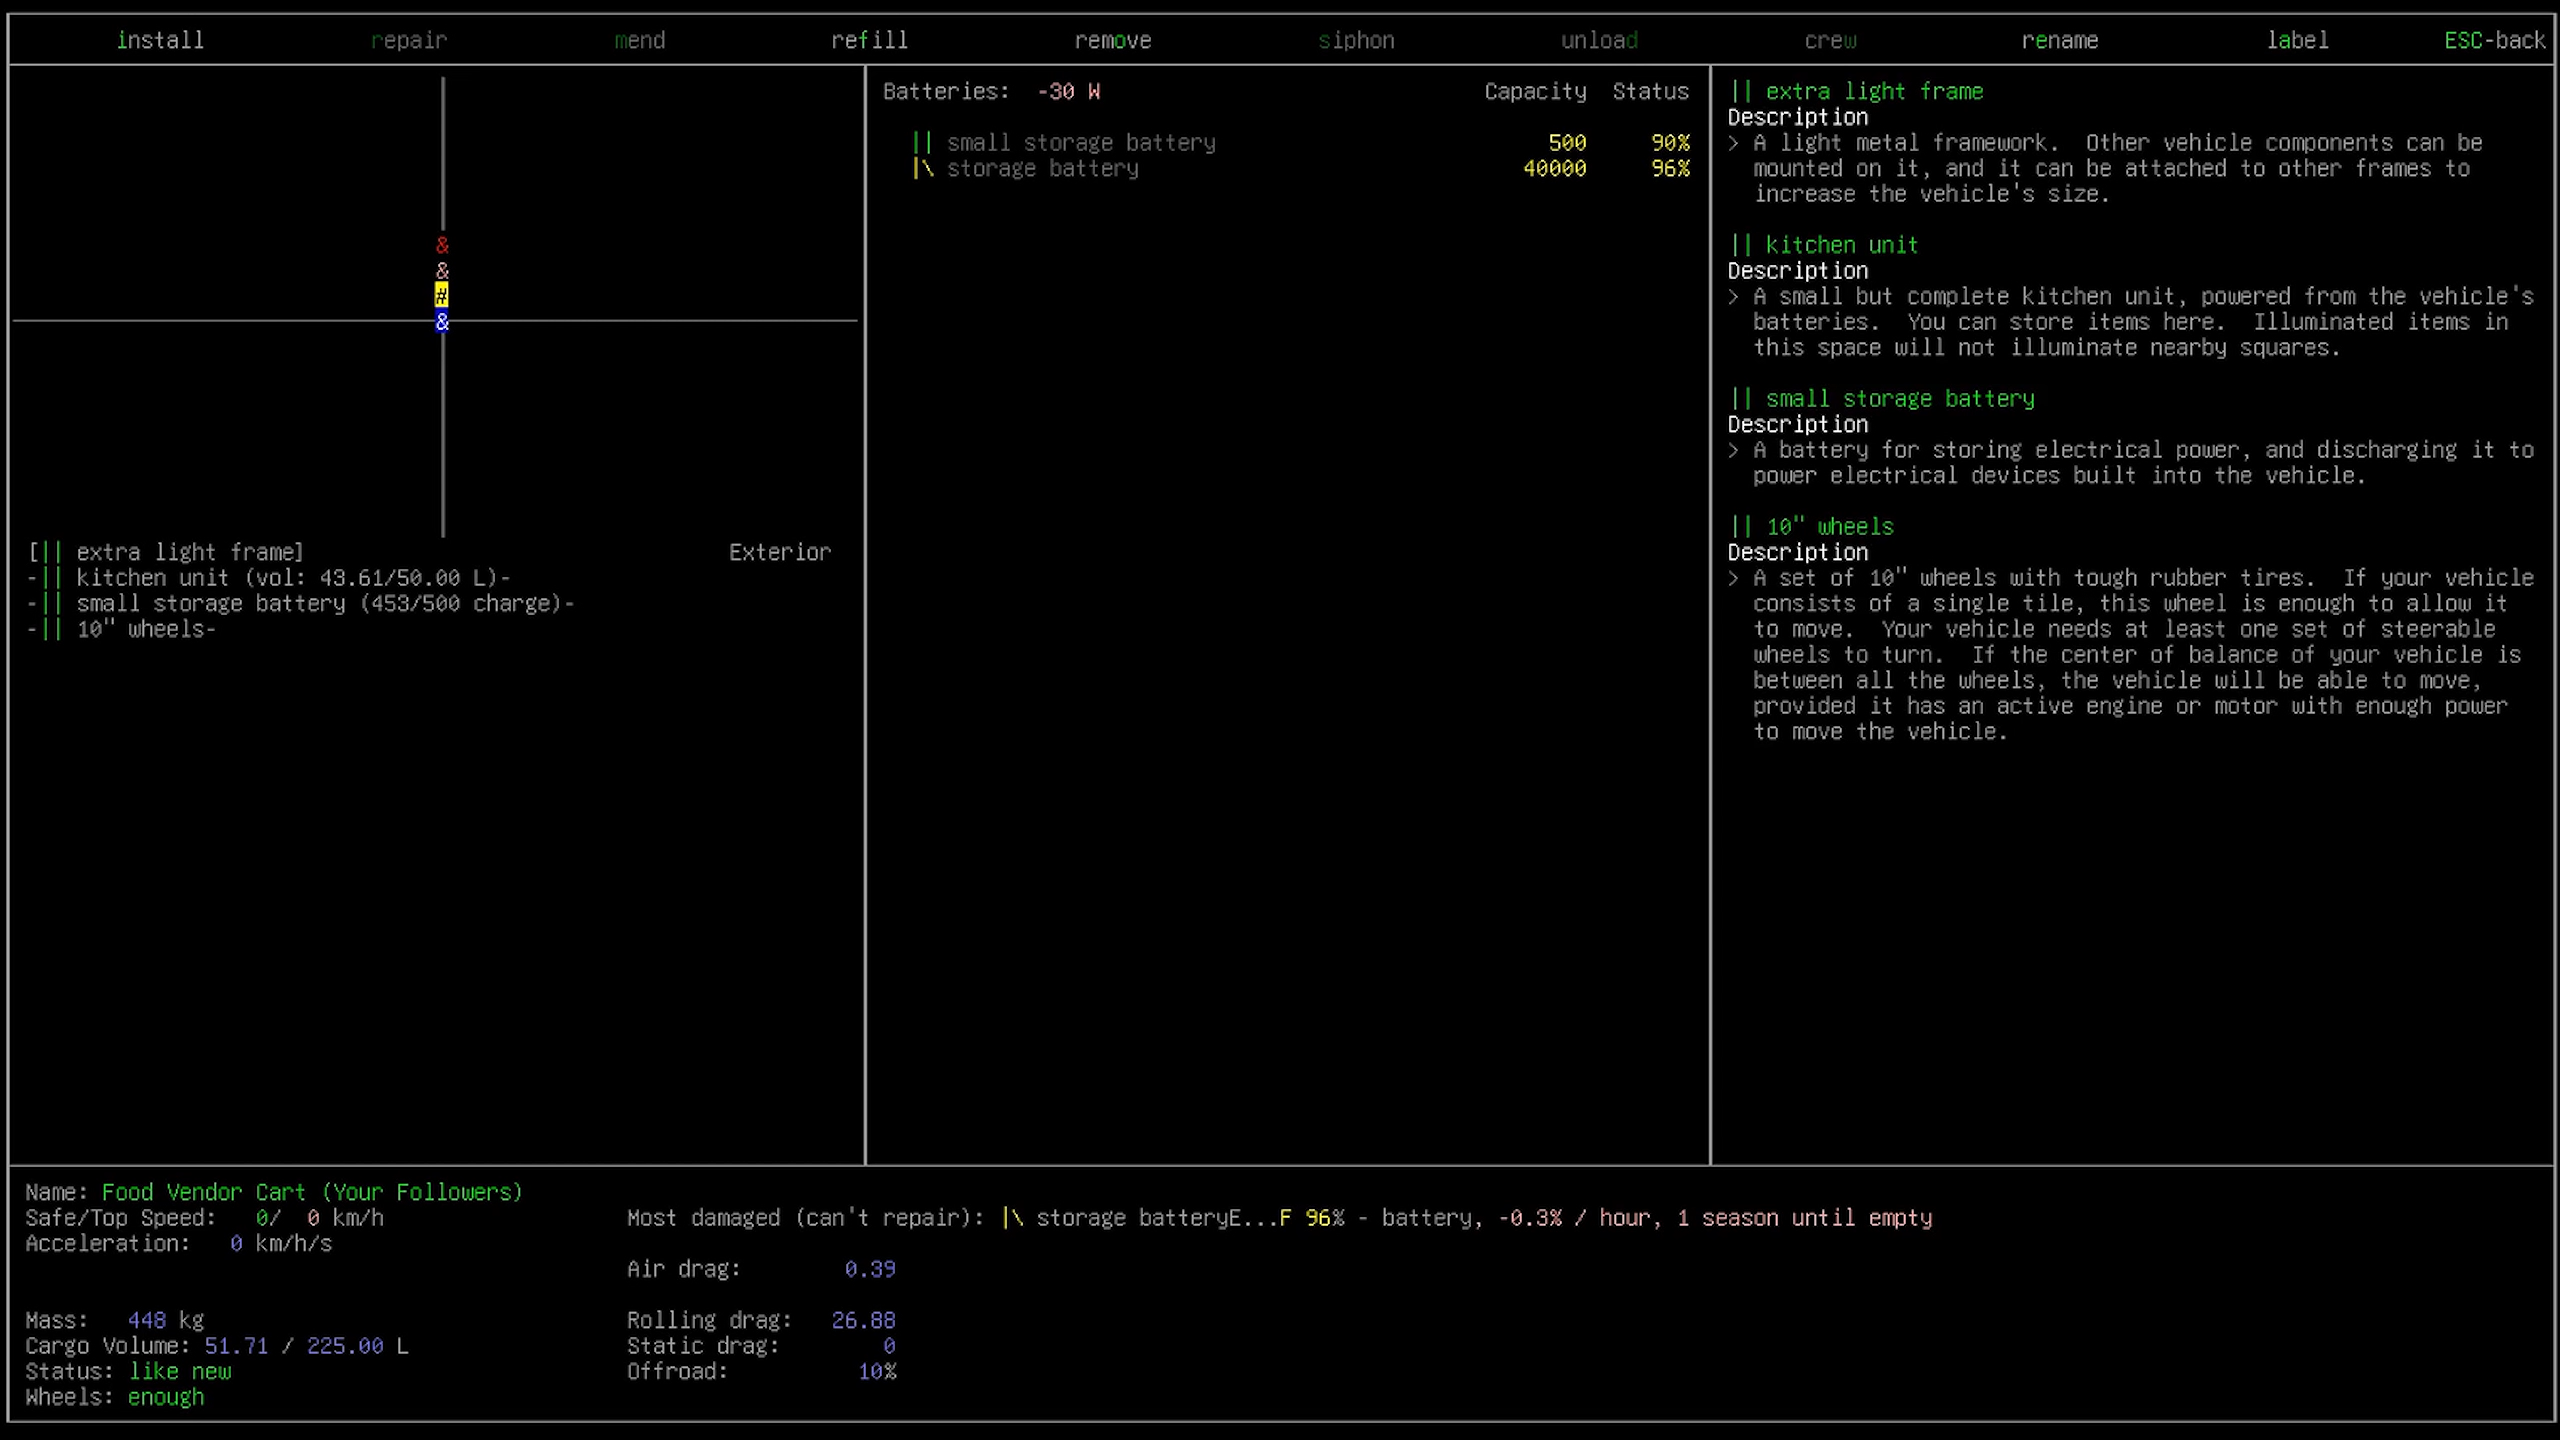 install repair mend refill remove siphon unload crew rename label ESC-back
&
&
#
&
[|| extra light frame] Exterior
-|| kitchen unit (vol: 43.61/50.00 L)-
-|| small storage battery (453/500 charge)-
-|| 10" wheels-
Batteries: -30 W Capacity Status
|| small storage battery 500 90%
|\ storage battery 40000 96%
|| extra light frame
Description
> A light metal framework.  Other vehicle components can be
mounted on it, and it can be attached to other frames to
increase the vehicle's size.
|| kitchen unit
Description
> A small but complete kitchen unit, powered from the vehicle's
batteries.  You can store items here.  Illuminated items in
this space will not illuminate nearby squares.
|| small storage battery
Description
> A battery for storing electrical power, and discharging it to
power electrical devices built into the vehicle.
|| 10" wheels
Description
> A set of 10" wheels with tough rubber tires.  If your vehicle
consists of a single tile, this wheel is enough to allow it
to move.  Your vehicle needs at least one set of steerable
wheels to turn.  If the center of balance of your vehicle is
between all the wheels, the vehicle will be able to move,
provided it has an active engine or motor with enough power
to move the vehicle.
Name: Food Vendor Cart (Your Followers)
Safe/Top Speed: 0/ 0 km/h
Acceleration: 0 km/h/s
Mass: 448 kg
Cargo Volume: 51.71 / 225.00 L
Status: like new
Wheels: enough
Most damaged (can't repair): |\ storage batteryE...F 96% - battery, -0.3% / hour, 1 season until empty
Air drag: 0.39
Rolling drag: 26.88
Static drag: 0
Offroad: 10%